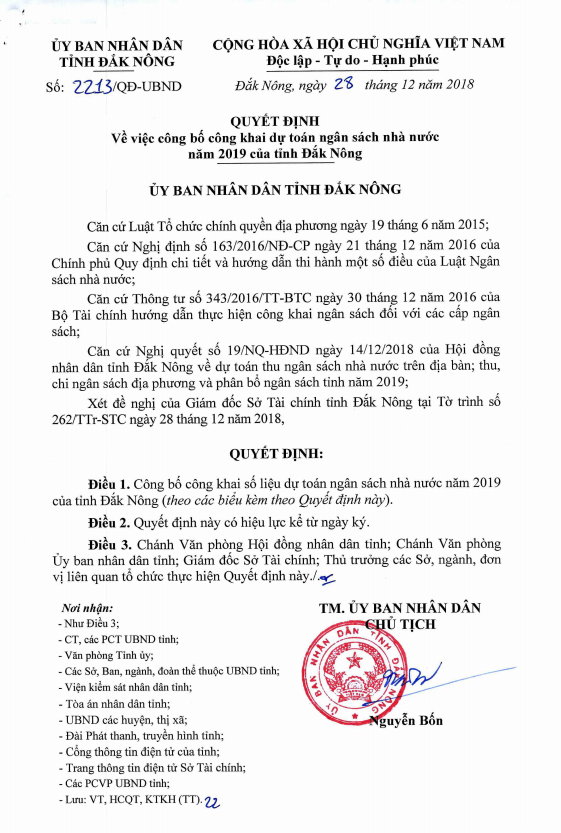 ỦY BAN NHÂN DÂN
TỈNH ĐẮK NÔNG
CỘNG HÒA XÃ HỘI CHỦ NGHĨA VIỆT NAM
Độc lập - Tự do - Hạnh phúc
Số: 2213/QĐ-UBND
Đắk Nông, ngày 28 tháng 12 năm 2018
QUYẾT ĐỊNH
Về việc công bố công khai dự toán ngân sách nhà nước
năm 2019 của tỉnh Đắk Nông
ỦY BAN NHÂN DÂN TỈNH ĐẮK NÔNG
Căn cứ Luật Tổ chức chính quyền địa phương ngày 19 tháng 6 năm 2015;
Căn cứ Nghị định số 163/2016/NĐ-CP ngày 21 tháng 12 năm 2016 của
Chính phủ Quy định chi tiết và hướng dẫn thi hành một số điều của Luật Ngân
sách nhà nước;
Căn cứ Thông tư số 343/2016/TT-BTC ngày 30 tháng 12 năm 2016 của
Bộ Tài chính hướng dẫn thực hiện công khai ngân sách đối với các cấp ngân
sách;
Căn cứ Nghị quyết số 19/NQ-HĐND ngày 14/12/2018 của Hội đồng
nhân dân tỉnh Đắk Nông về dự toán thu ngân sách nhà nước trên địa bàn; thu,
chi ngân sách địa phương và phân bổ ngân sách tỉnh năm 2019;
Xét đề nghị của Giám đốc Sở Tài chính tỉnh Đắk Nông tại Tờ trình số
262/TTr-STC ngày 28 tháng 12 năm 2018,
QUYẾT ĐỊNH:
Điều 1. Công bố công khai số liệu dự toán ngân sách nhà nước năm 2019
của tỉnh Đắk Nông (theo các biểu kèm theo Quyết định này).
Điều 2. Quyết định này có hiệu lực kể từ ngày ký.
Điều 3. Chánh Văn phòng Hội đồng nhân dân tỉnh; Chánh Văn phòng
Ủy ban nhân dân tỉnh; Giám đốc Sở Tài chính; Thủ trưởng các Sở, ngành, đơn
vị liên quan tổ chức thực hiện Quyết định này./.
Nơi nhận:
- Như Điều 3;
- CT, các PCT UBND tỉnh;
- Văn phòng Tỉnh ủy;
- Các Sở, Ban, ngành, đoàn thể thuộc UBND tỉnh;
- Viện kiểm sát nhân dân tỉnh;
- Tòa án nhân dân tỉnh;
- UBND các huyện, thị xã;
- Đài Phát thanh, truyền hình tỉnh;
- Cổng thông tin điện tử của tỉnh;
- Trang thông tin điện tử Sở Tài chính;
- Các PCVP UBND tỉnh;
- Lưu: VT, HCQT, KTKH (TT). 22
TM. ỦY BAN NHÂN DÂN
CHỦ TỊCH
ỦY BAN NHÂN DÂN TỈNH ĐẮK NÔNG
Nguyễn Bốn